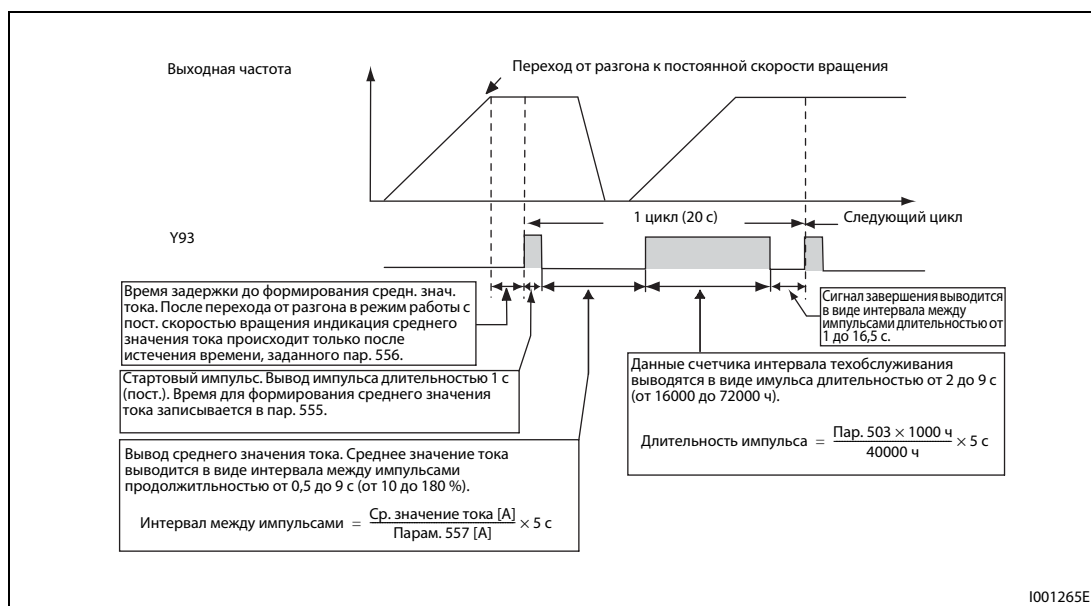 Выходная частота
Переход от разгона к постоянной скорости вращения
1 цикл (20 с)
Следующий цикл
Y93
Время задержки до формирования средн. знач.
тока. После перехода от разгона в режим работы с
пост. скоростью вращения индикация среднего
значения тока происходит только после
истечения времени, заданного пар. 556.
Сигнал завершения выводится
в виде интервала между
импульсами длительностью от
1 до 16,5 с.
Стартовый импульс. Вывод импульса длительностью 1 с
(пост.). Время для формирования среднего значения
тока записывается в пар. 555.
Данные счетчика интервала техобслуживания
выводятся в виде имульса длительностью от 2 до 9 с
(от 16000 до 72000 ч).
Длительность импульса = Пар. 503 × 1000 ч / 40000 ч × 5 с
Вывод среднего значения тока. Среднее значение тока
выводится в виде интервала между импульсами
продолжитльностью от 0,5 до 9 с (от 10 до 180 %).
Интервал между импульсами = Ср. значение тока [A] / Парам. 557 [A] × 5 с
I001265E